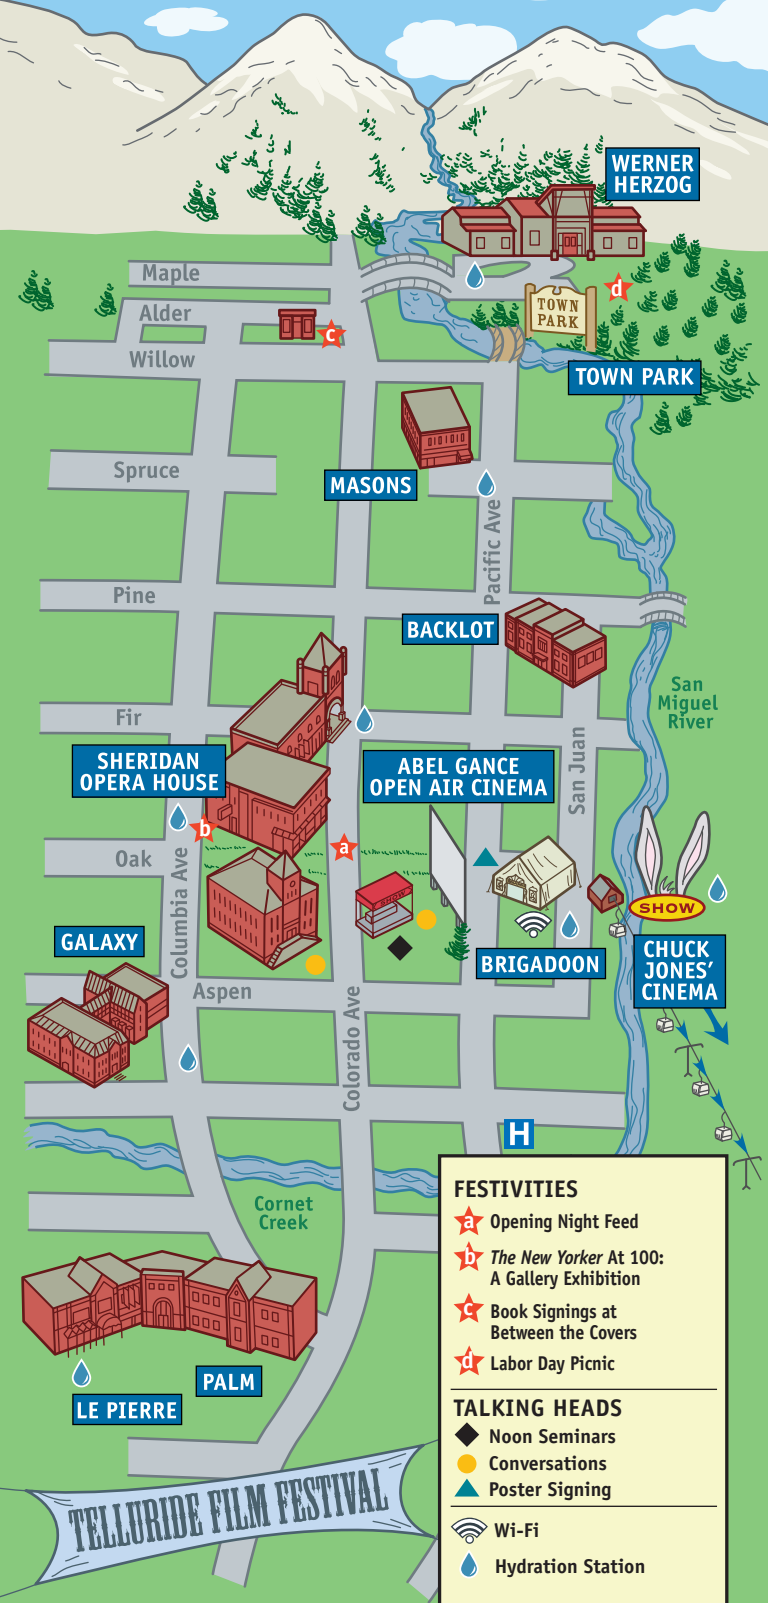 WERNER
HERZOG
Maple
d
TOWN
PARK
Alder
c
Willow
TOWN PARK
Spruce
MASONS
Pacific Ave
Pine
BACKLOT
San
Miguel
River
Fir
San Juan
SHERIDAN
OPERA HOUSE
ABEL GANCE
OPEN AIR CINEMA
b
a
Oak
Columbia Ave
SHOW
SHOW
GALAXY
CHUCK
JONES'
CINEMA
BRIGADOON
Aspen
Colorado Ave
H
Cornet
Creek
PALM
LE PIERRE
TELLURIDE FILM FESTIVAL
FESTIVITIES
a Opening Night Feed
b The New Yorker At 100:
A Gallery Exhibition
c Book Signings at
Between the Covers
d Labor Day Picnic
TALKING HEADS
Noon Seminars
Conversations
Poster Signing
Wi-Fi
Hydration Station